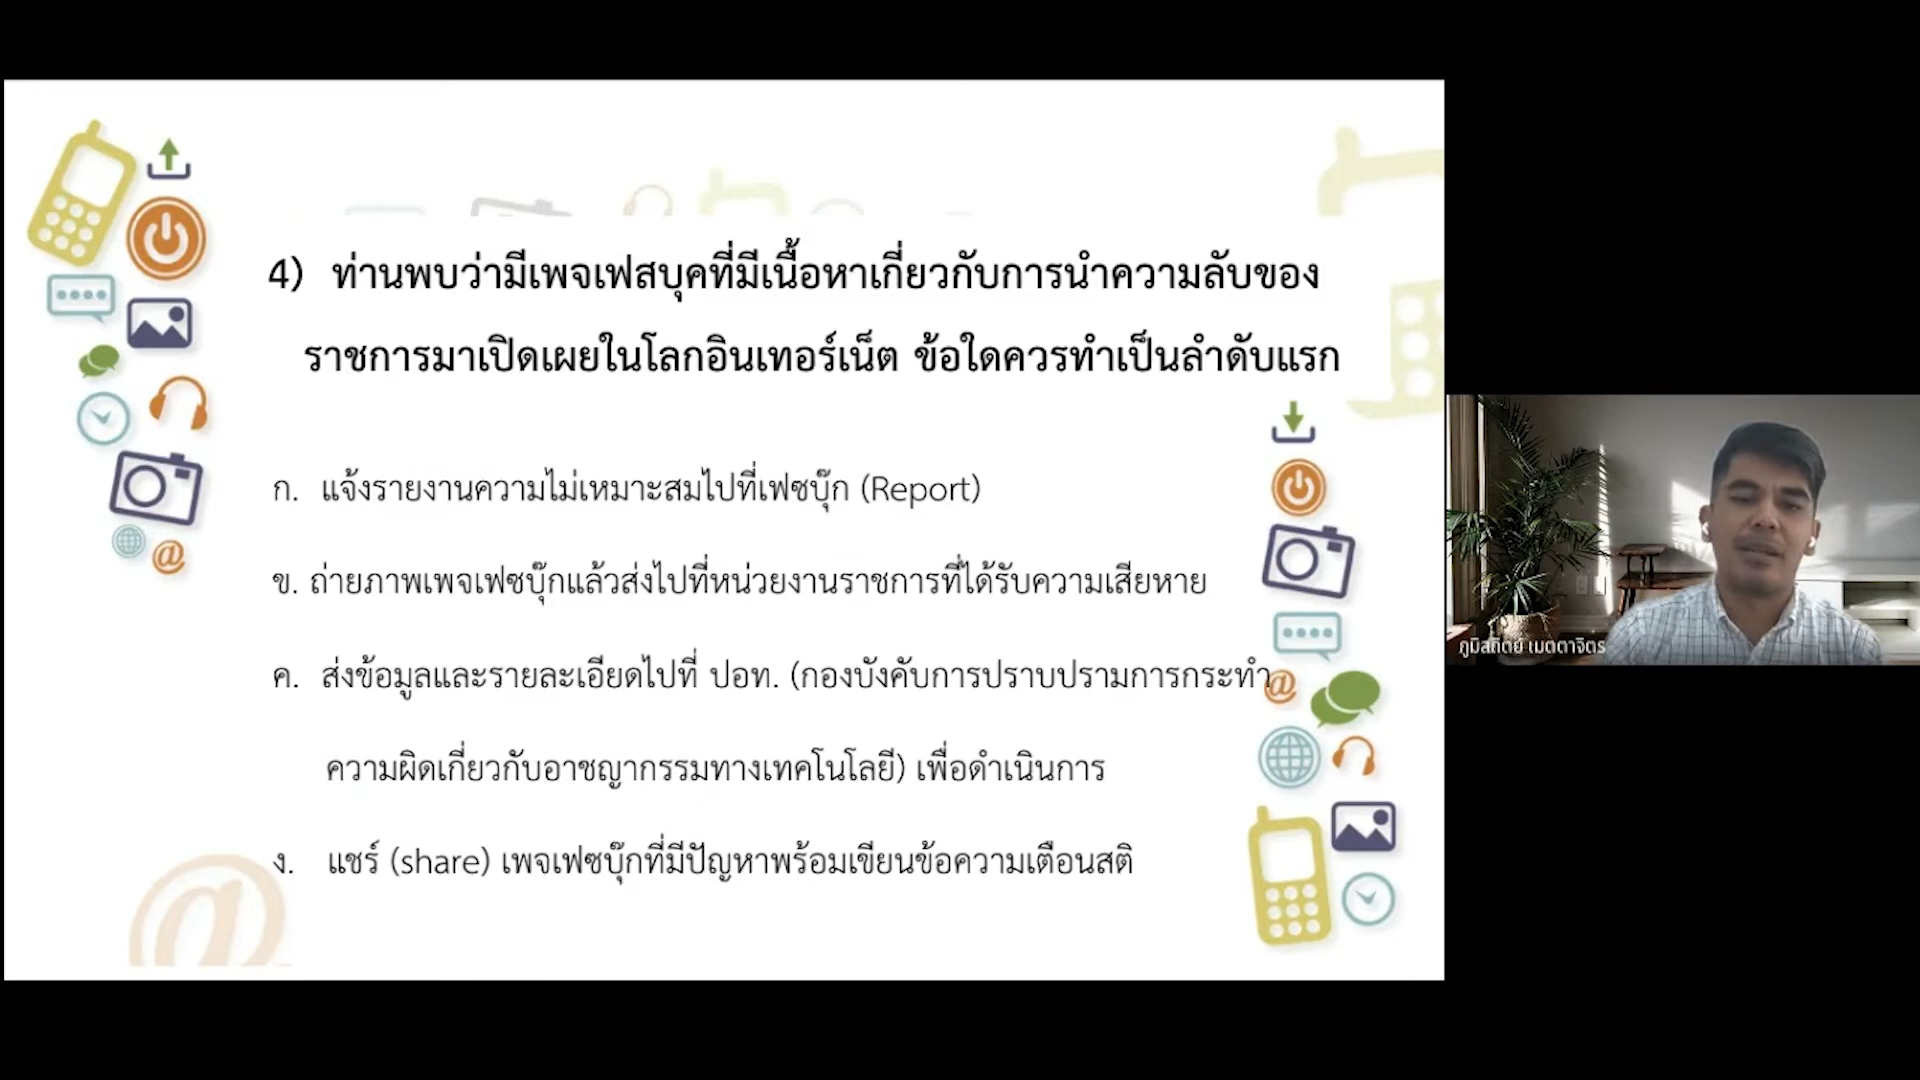 4) ท่านพบว่ามีเพจเฟสบุคที่มีเนื้อหาเกี่ยวกับการนำความลับของ
ราชการมาเปิดเผยในโลกอินเทอร์เน็ต ข้อใดควรทำเป็นลำดับแรก
ก. แจ้งรายงานความไม่เหมาะสมไปที่เฟซบุ๊ก (Report)
ข. ถ่ายภาพเพจเฟซบุ๊กแล้วส่งไปที่หน่วยงานราชการที่ได้รับความเสียหาย
ค. ส่งข้อมูลและรายละเอียดไปที่ ปอท. (กองบังคับการปราบปรามการกระทำ
ความผิดเกี่ยวกับอาชญากรรมทางเทคโนโลยี) เพื่อดำเนินการ
ง. แชร์ (share) เพจเฟซบุ๊กที่มีปัญหาพร้อมเขียนข้อความเตือนสติ
ภูมิสถิตย์ เมตตาจิตร